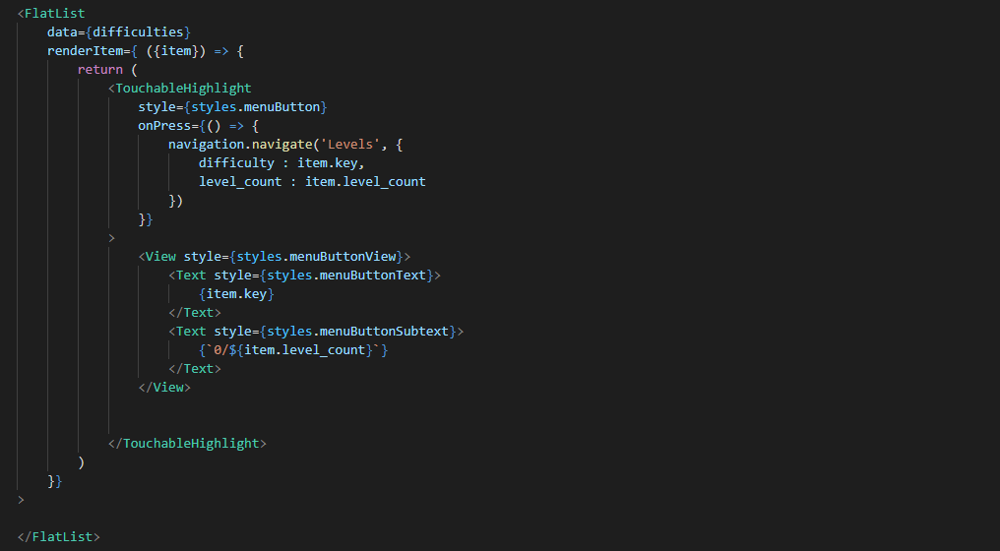 <FlatList
    data={difficulties}
    renderItem={ ({item}) => {
        return (
            <TouchableHighlight
                style={styles.menuButton}
                onPress={() => {
                    navigation.navigate('Levels', {
                        difficulty : item.key,
                        level_count : item.level_count
                    })
                }}
            >
                <View style={styles.menuButtonView}>
                    <Text style={styles.menuButtonText}>
                        {item.key}
                    </Text>
                    <Text style={styles.menuButtonSubtext}>
                        {`0/${item.level_count}`}
                    </Text>
                </View>
            </TouchableHighlight>
        )
    }}
>
</FlatList>